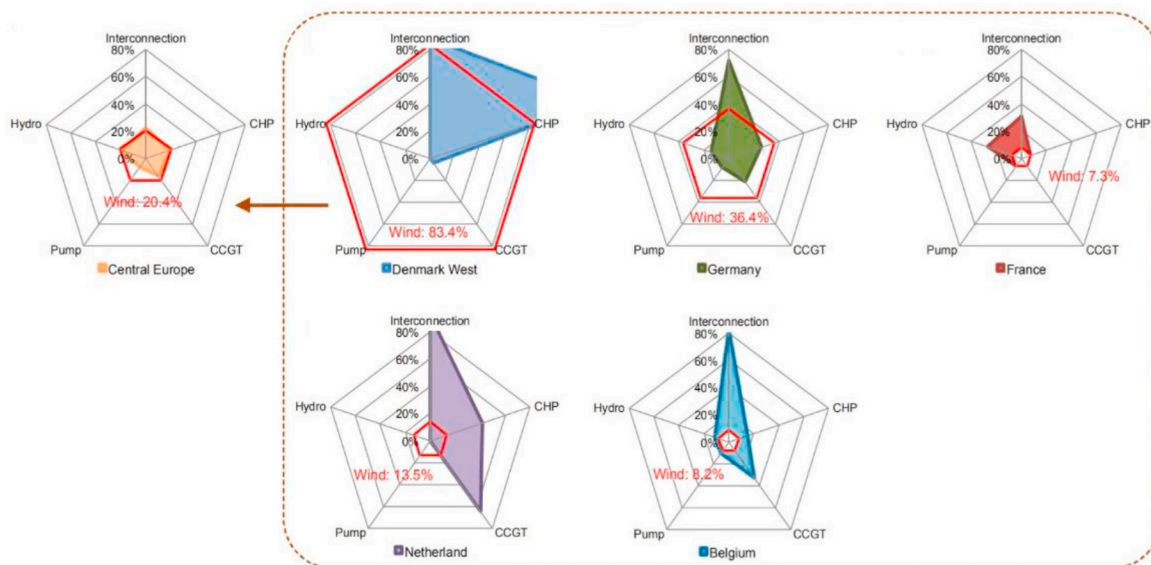 Interconnection
80%
60%
40%
20%
0%
Hydro
CHP
Wind: 20.4%
Pump
CCGT
Central Europe
Interconnection
80%
60%
40%
20%
0%
Hydro
CHP
Wind: 83.4%
Pump
CCGT
Denmark West
Interconnection
80%
60%
40%
20%
0%
Hydro
CHP
Wind: 36.4%
Pump
CCGT
Germany
Interconnection
80%
60%
40%
20%
0%
Hydro
CHP
Wind: 7.3%
Pump
CCGT
France
Interconnection
80%
60%
40%
20%
0%
Hydro
CHP
Wind: 13.5%
Pump
CCGT
Netherland
Interconnection
80%
60%
40%
20%
0%
Hydro
CHP
Wind: 8.2%
Pump
CCGT
Belgium